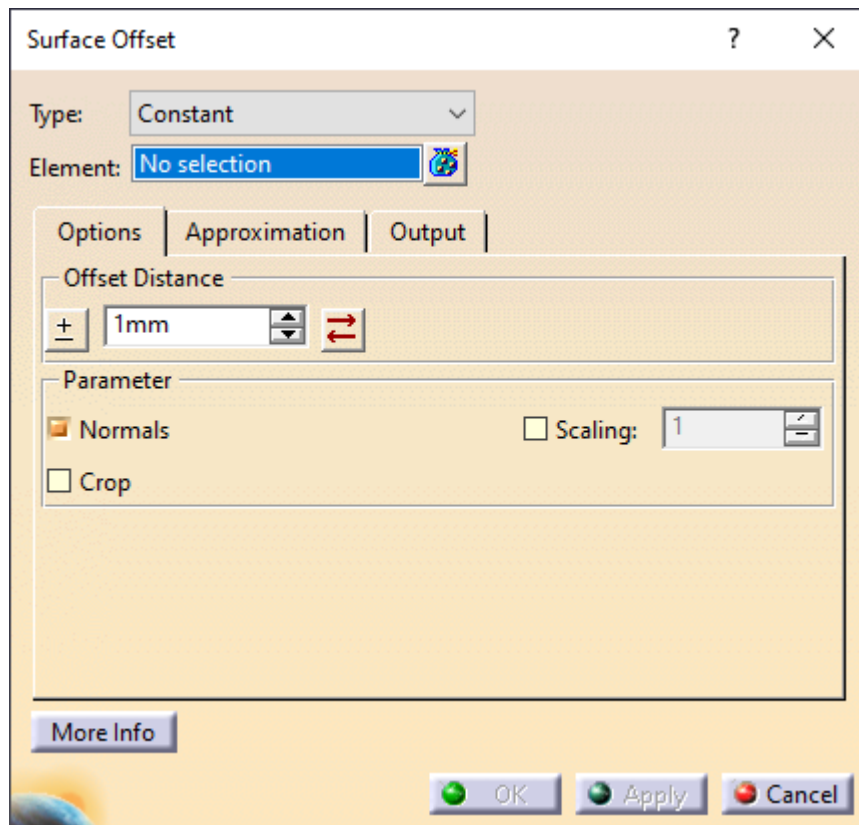 Surface Offset ?
Type: Constant
Element: No selection
Options Approximation Output
Offset Distance
± 1mm
Parameter
Normals Scaling: 1
Crop
More Info
OK Apply Cancel